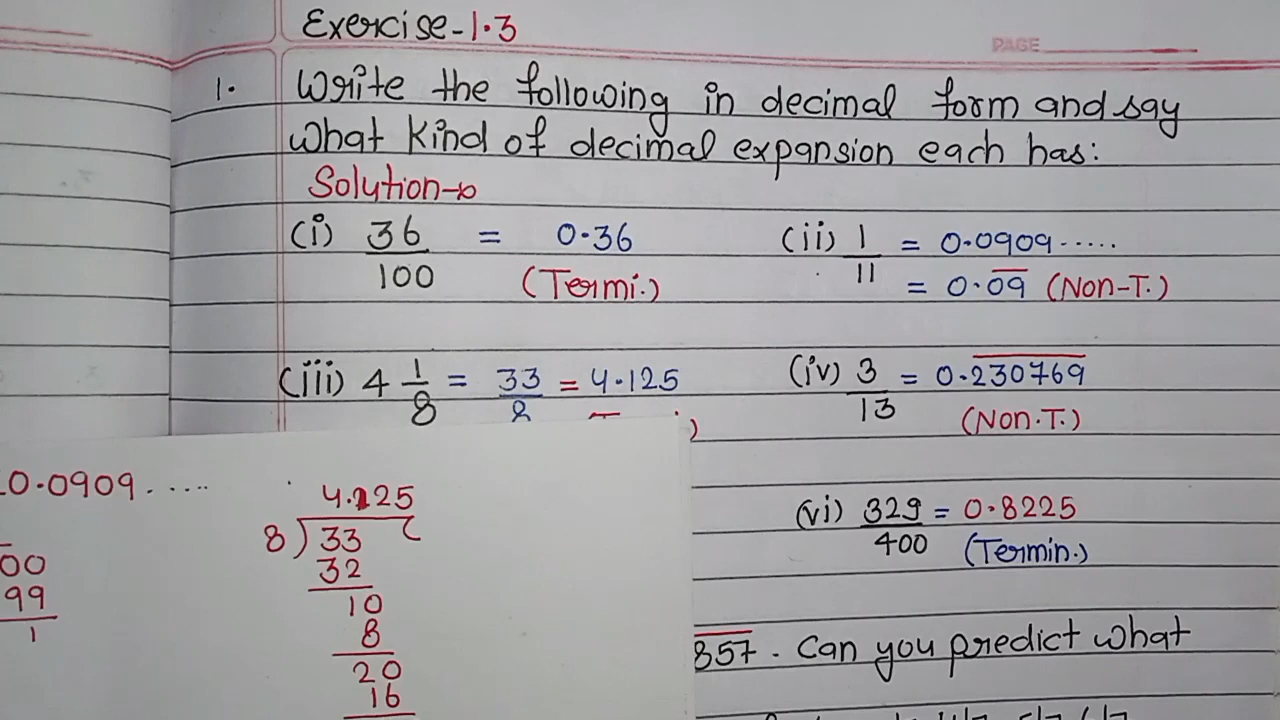 Exercise-1.3
PAGE
1. Write the following in decimal form and say
what kind of decimal expansion each has:
Solution→
(i) 36/100 = 0.36 (Termi.)
(ii) 1/11 = 0.0909.....
= 0.0̅9̅ (Non-T.)
(iii) 4 1/8 = 33/8 = 4.125
(iv) 3/13 = 0.2̅3̅0̅7̅6̅9̅
(Non.T.)
(vi) 329/400 = 0.8225
(Termin.)
8̅5̅7̅. Can you predict what
0.0909.....
00
99
1
4.125
8) 33
32
10
8
20
16